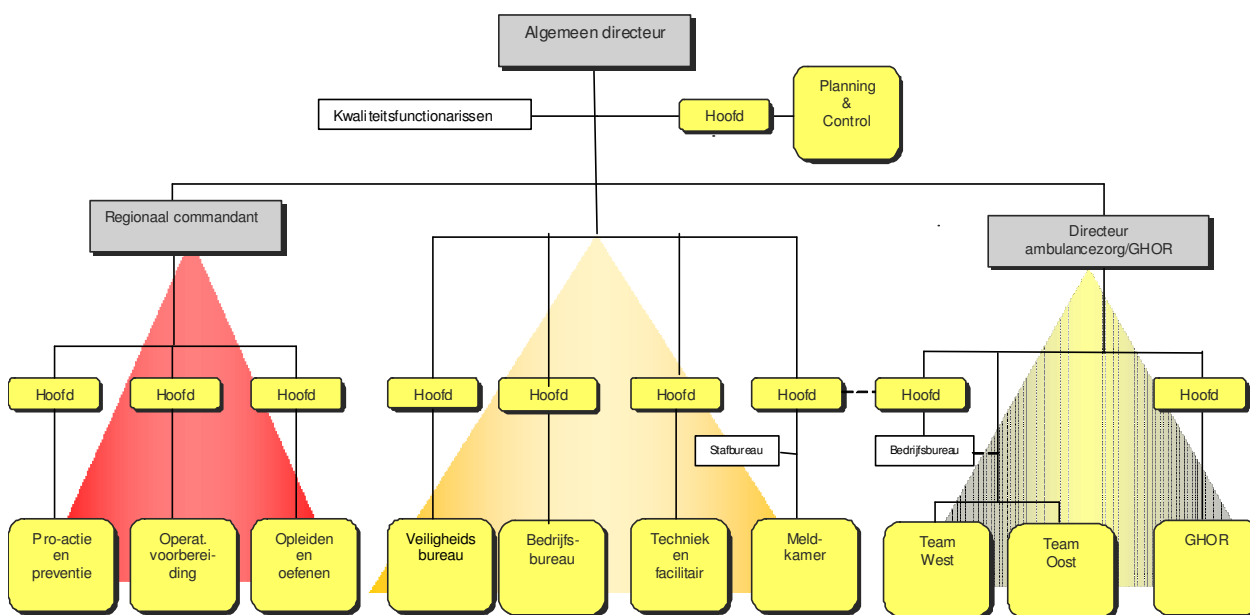 Algemeen directeur
Planning
&
Control
Kwaliteitsfunctionarissen
Hoofd
Regionaal commandant
Directeur
ambulancezorg/GHOR
Hoofd
Hoofd
Hoofd
Hoofd
Hoofd
Hoofd
Hoofd
Hoofd
Hoofd
Stafbureau
Bedrijfsbureau
Pro-actie
en
preventie
Operat.
voorberei-
ding
Opleiden
en
oefenen
Veiligheids
bureau
Bedrijfs-
bureau
Techniek
en
facilitair
Meld-
kamer
Team
West
Team
Oost
GHOR